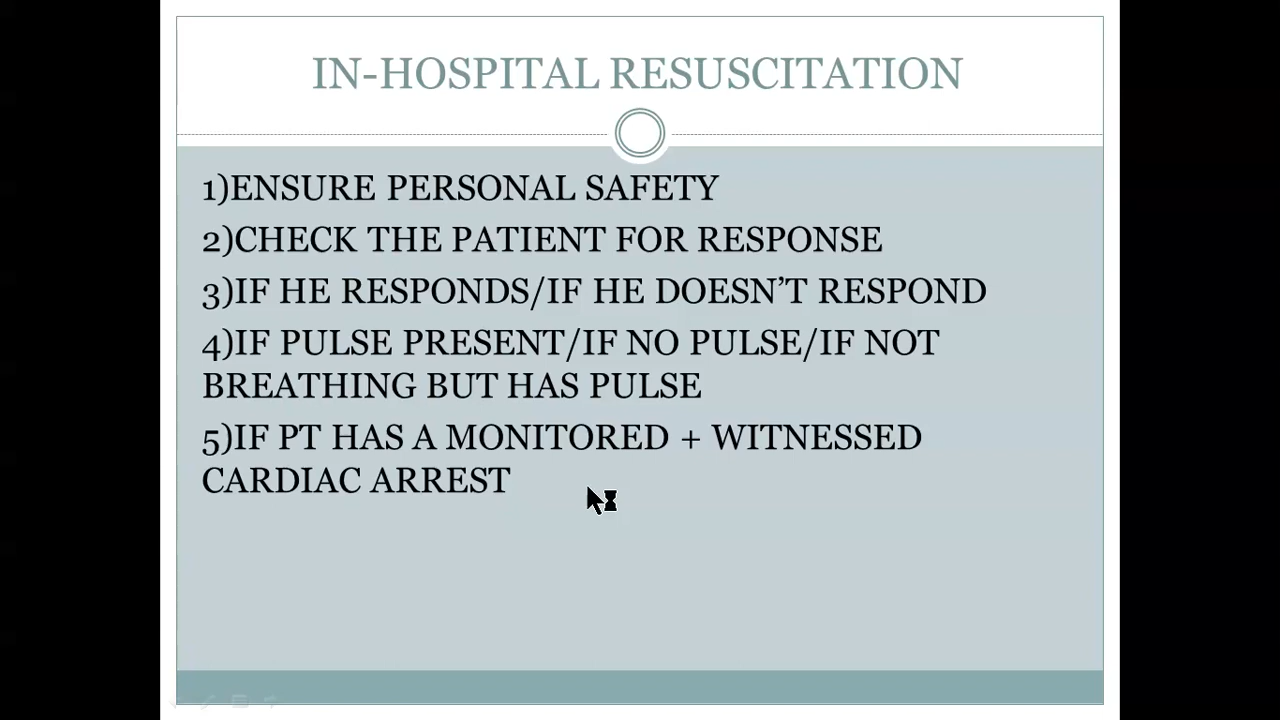 IN-HOSPITAL RESUSCITATION
1)ENSURE PERSONAL SAFETY
2)CHECK THE PATIENT FOR RESPONSE
3)IF HE RESPONDS/IF HE DOESN’T RESPOND
4)IF PULSE PRESENT/IF NO PULSE/IF NOT
BREATHING BUT HAS PULSE
5)IF PT HAS A MONITORED + WITNESSED
CARDIAC ARREST